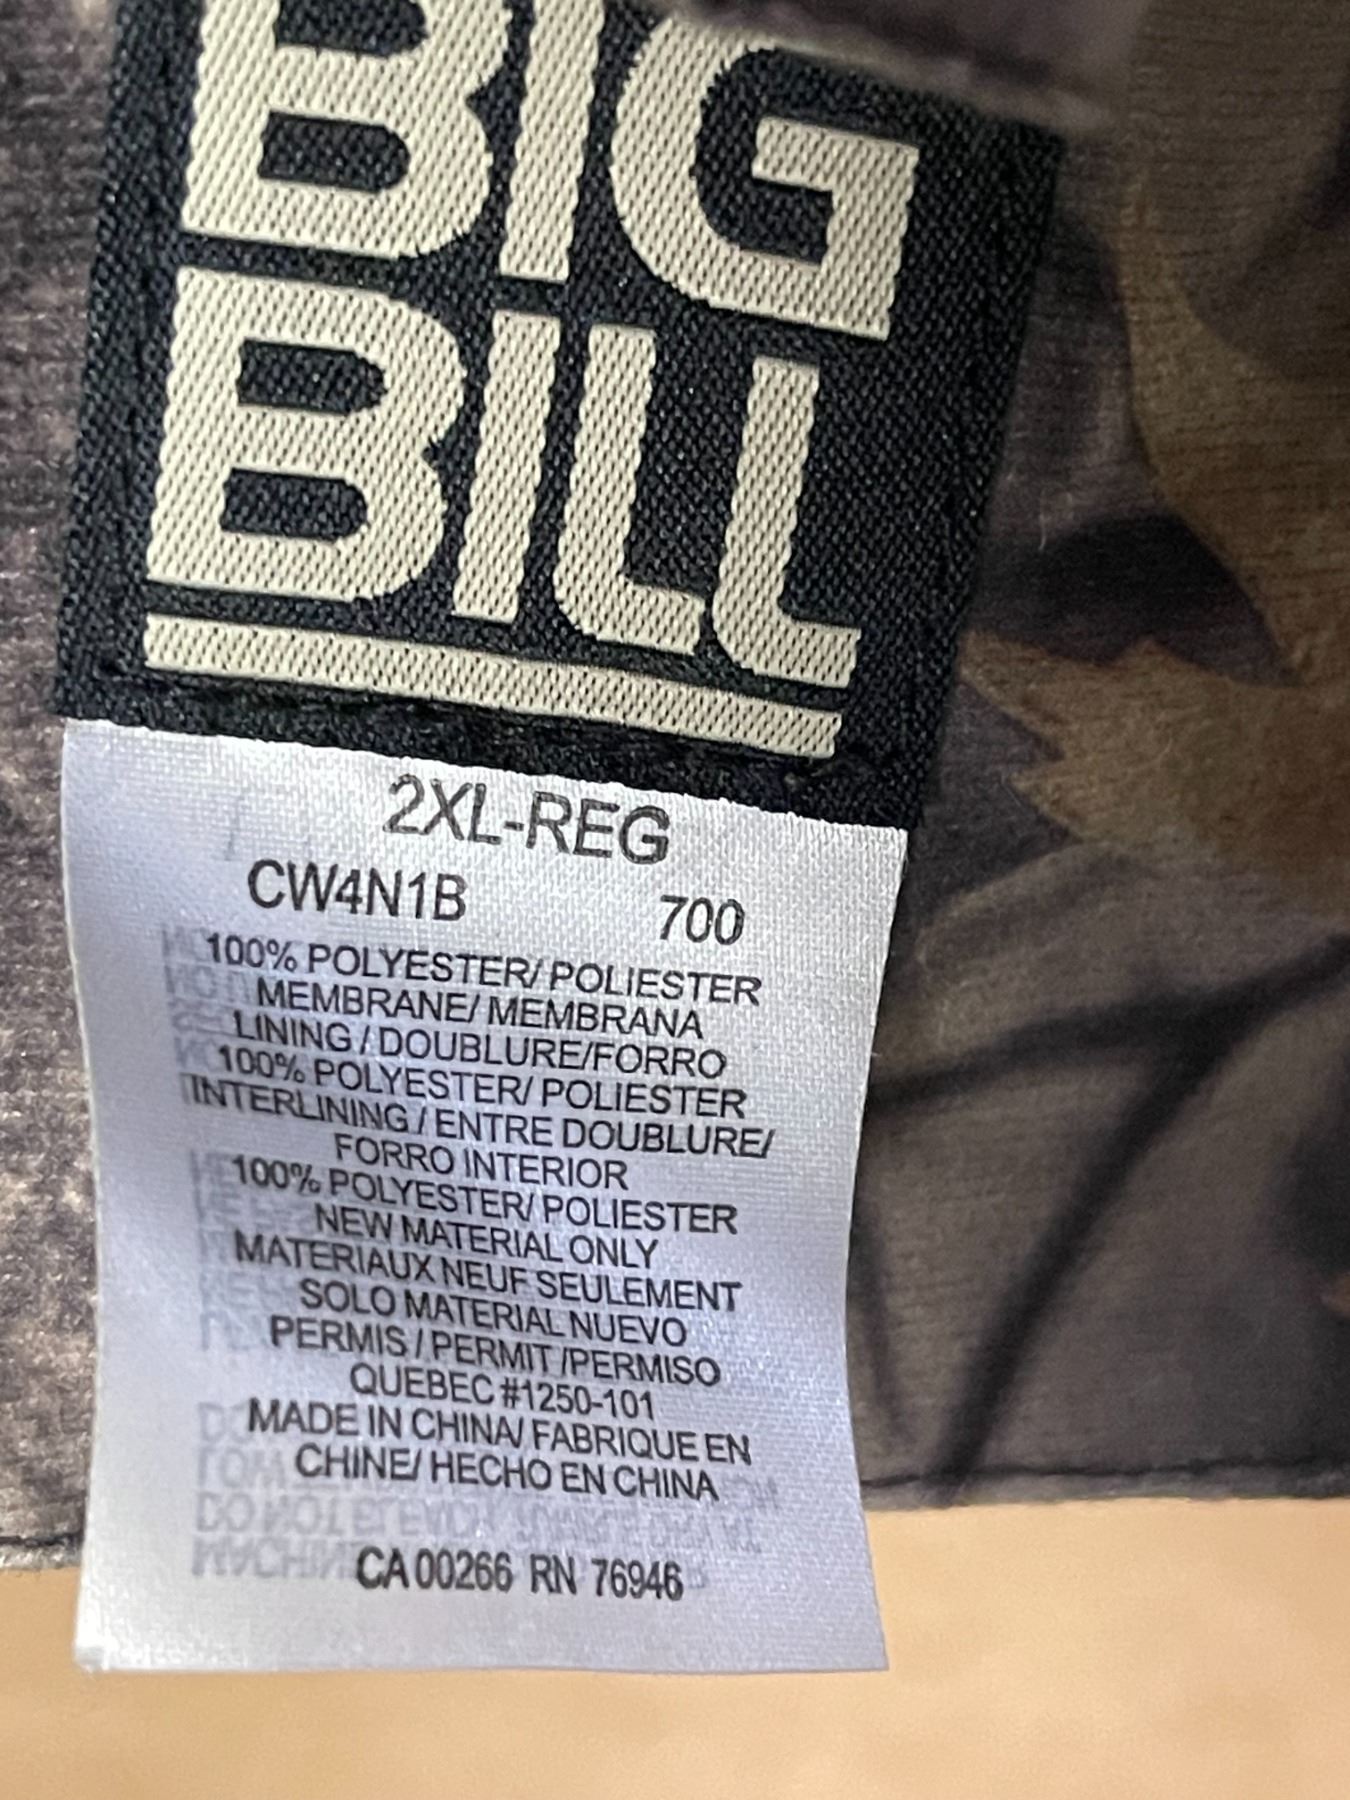 BIG
BILL
2XL-REG
CW4N1B 700
100% POLYESTER/ POLIESTER
MEMBRANE/ MEMBRANA
LINING / DOUBLURE/FORRO
100% POLYESTER/ POLIESTER
INTERLINING / ENTRE DOUBLURE/
FORRO INTERIOR
100% POLYESTER/ POLIESTER
NEW MATERIAL ONLY
MATERIAUX NEUF SEULEMENT
SOLO MATERIAL NUEVO
PERMIS / PERMIT /PERMISO
QUEBEC #1250-101
MADE IN CHINA/ FABRIQUE EN
CHINE/ HECHO EN CHINA
CA 00266 RN 76946